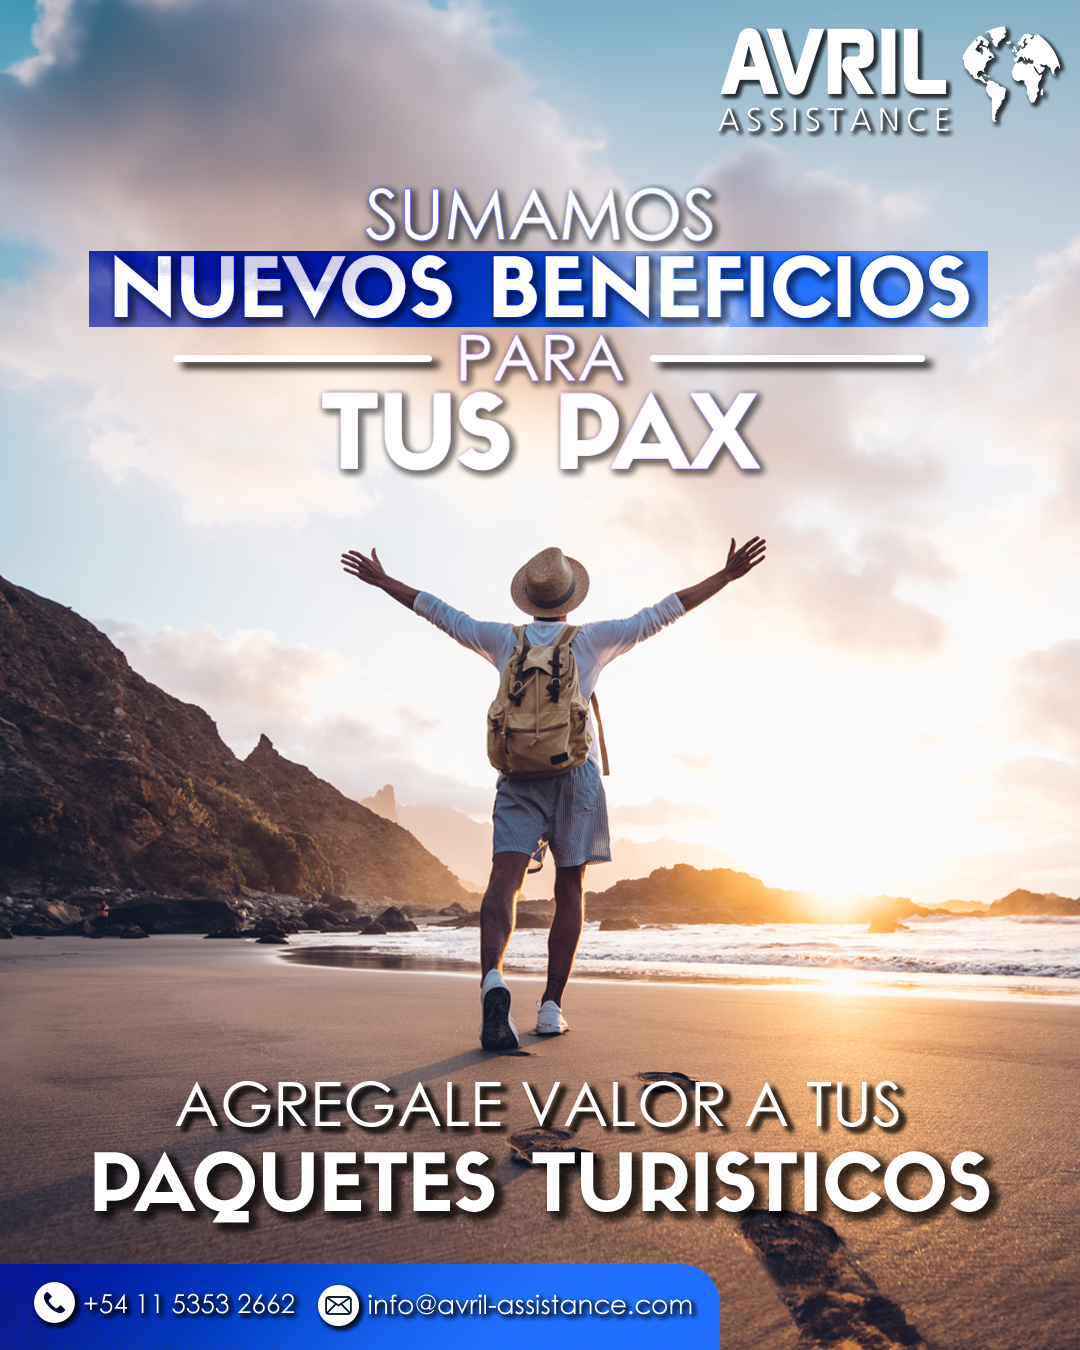 AVRIL
ASSISTANCE
SUMAMOS
NUEVOS BENEFICIOS
PARA
TUS PAX
AGREGALE VALOR A TUS
PAQUETES TURISTICOS
+54 11 5353 2662 info@avril-assistance.com